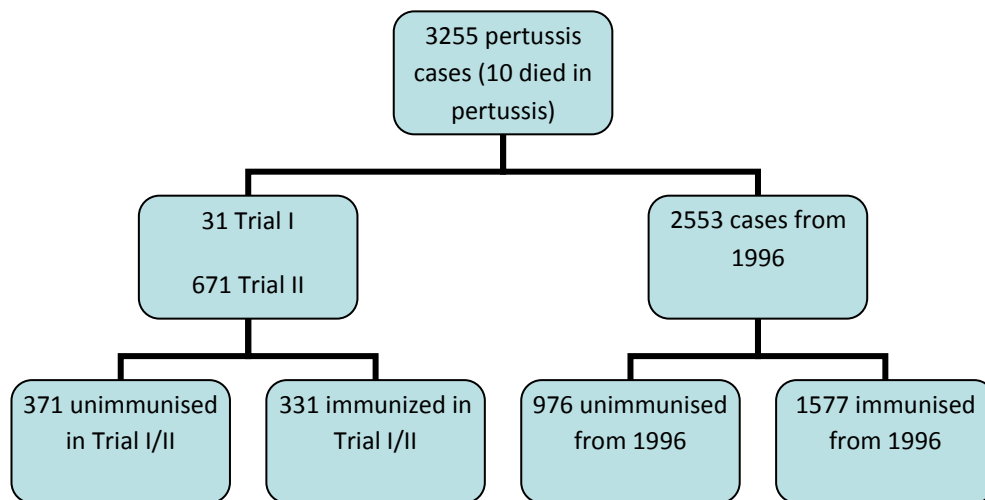 3255 pertussis
cases (10 died in
pertussis)
31 Trial I
671 Trial II
2553 cases from
1996
371 unimmunised
in Trial I/II
331 immunized in
Trial I/II
976 unimmunised
from 1996
1577 immunised
from 1996